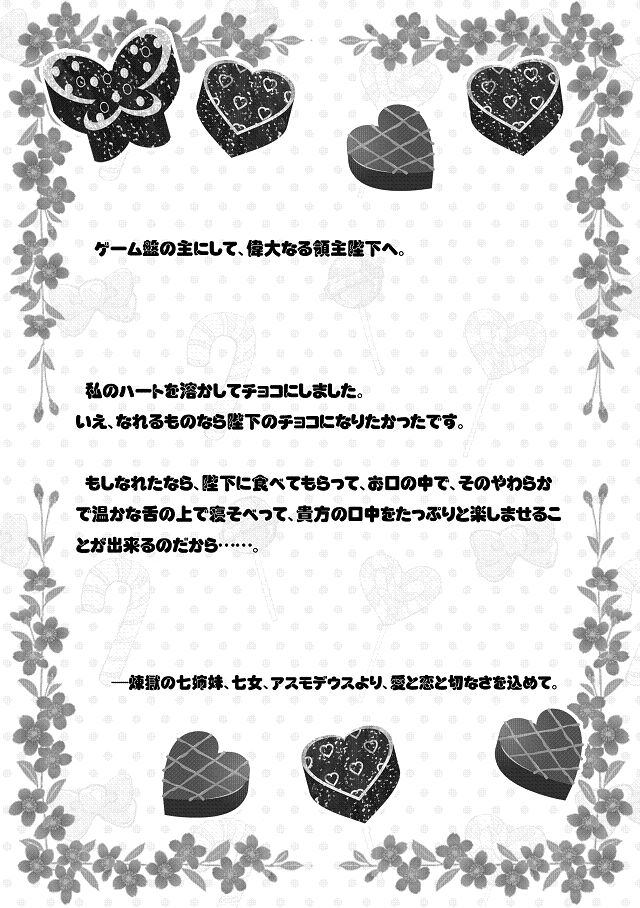 ゲーム盤の主にして、偉大なる領主陛下へ。
私のハートを溶かしてチョコにしました。
いえ、なれるものなら陛下のチョコになりたかったです。
もしなれたなら、陛下に食べてもらって、お口の中で、そのやわらか
で温かな舌の上で寝そべって、貴方の口中をたっぷりと楽しませるこ
とが出来るのだから……。
―煉獄の七姉妹、七女、アスモデウスより、愛と恋と切なさを込めて。